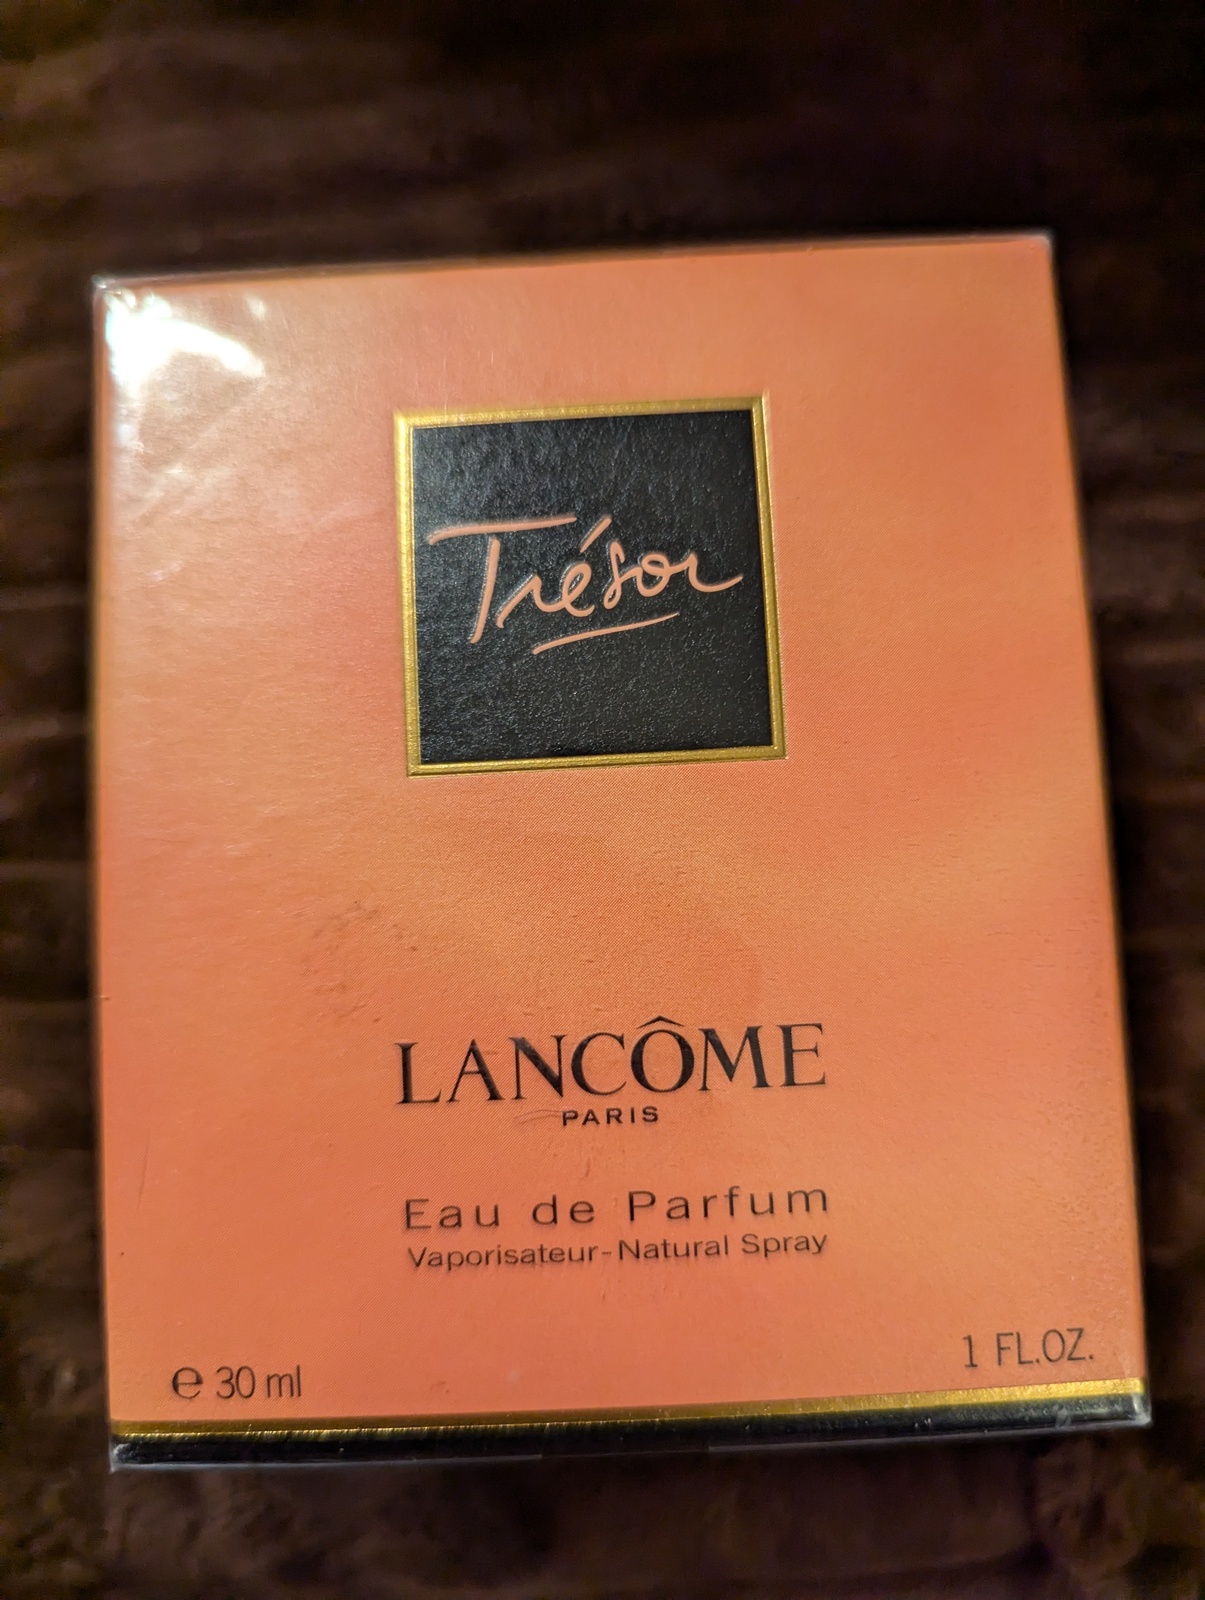 Trésor
LANCÔME
PARIS
Eau de Parfum
Vaporisateur-Natural Spray
℮ 30 ml
1 FL.OZ.